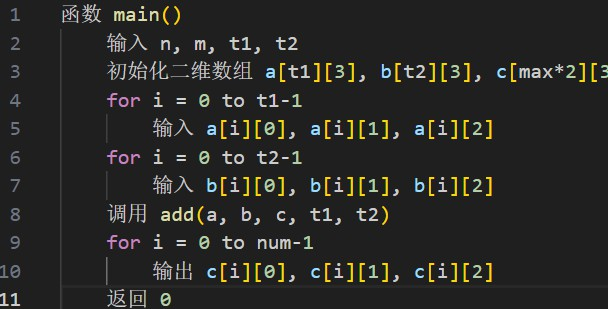 1 函数 main()
2 输入 n, m, t1, t2
3 初始化二维数组 a[t1][3], b[t2][3], c[max*2][3
4 for i = 0 to t1-1
5 输入 a[i][0], a[i][1], a[i][2]
6 for i = 0 to t2-1
7 输入 b[i][0], b[i][1], b[i][2]
8 调用 add(a, b, c, t1, t2)
9 for i = 0 to num-1
10 输出 c[i][0], c[i][1], c[i][2]
11 返回 0